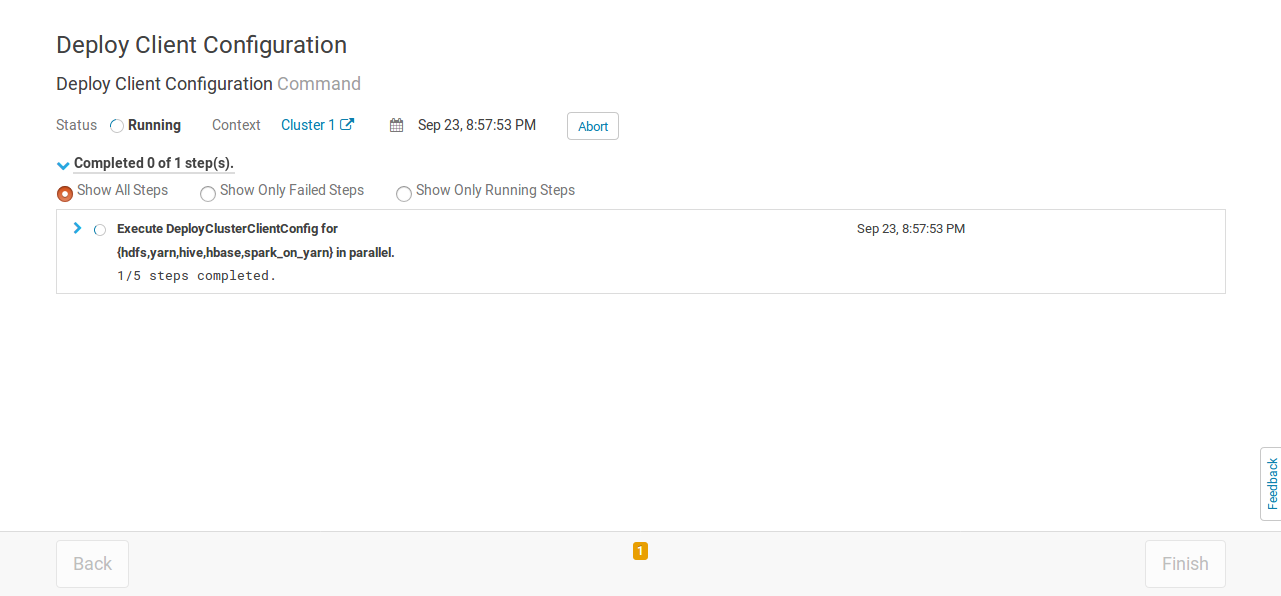 Deploy Client Configuration
Deploy Client Configuration Command
Status Running Context Cluster 1 Sep 23, 8:57:53 PM Abort
Completed 0 of 1 step(s).
Show All Steps Show Only Failed Steps Show Only Running Steps
Execute DeployClusterClientConfig for Sep 23, 8:57:53 PM
{hdfs,yarn,hive,hbase,spark_on_yarn} in parallel.
1/5 steps completed.
Feedback
Back 1 Finish